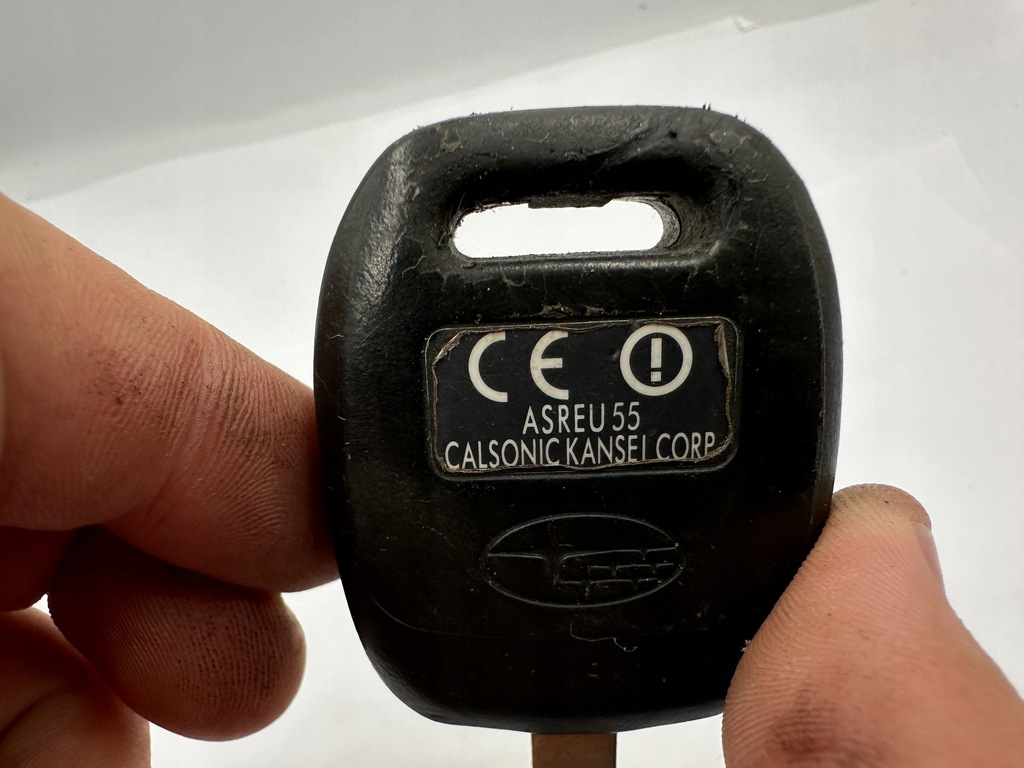 CE
ASREU 55
CALSONIC KANSEI CORP